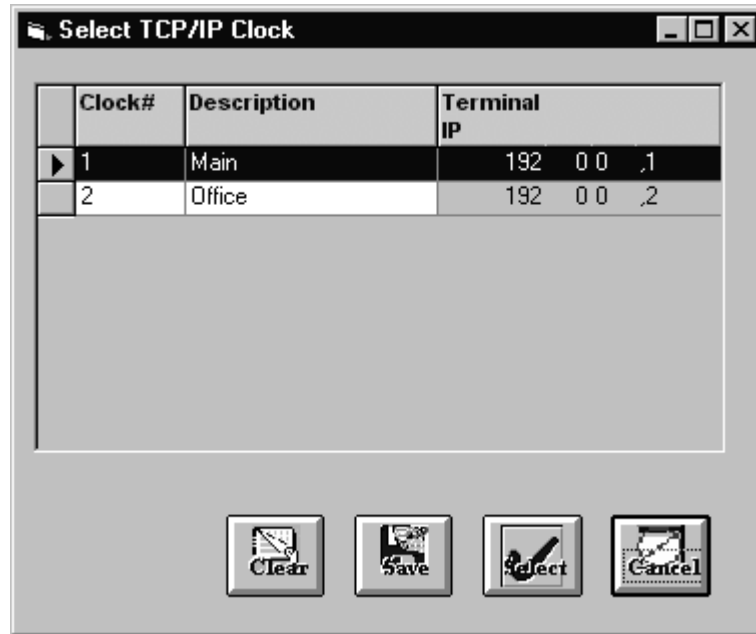 Select TCP/IP Clock
Clock# Description Terminal
IP
1 Main 192 0 0 ,1
2 Office 192 0 0 ,2
Clear Save Select Cancel